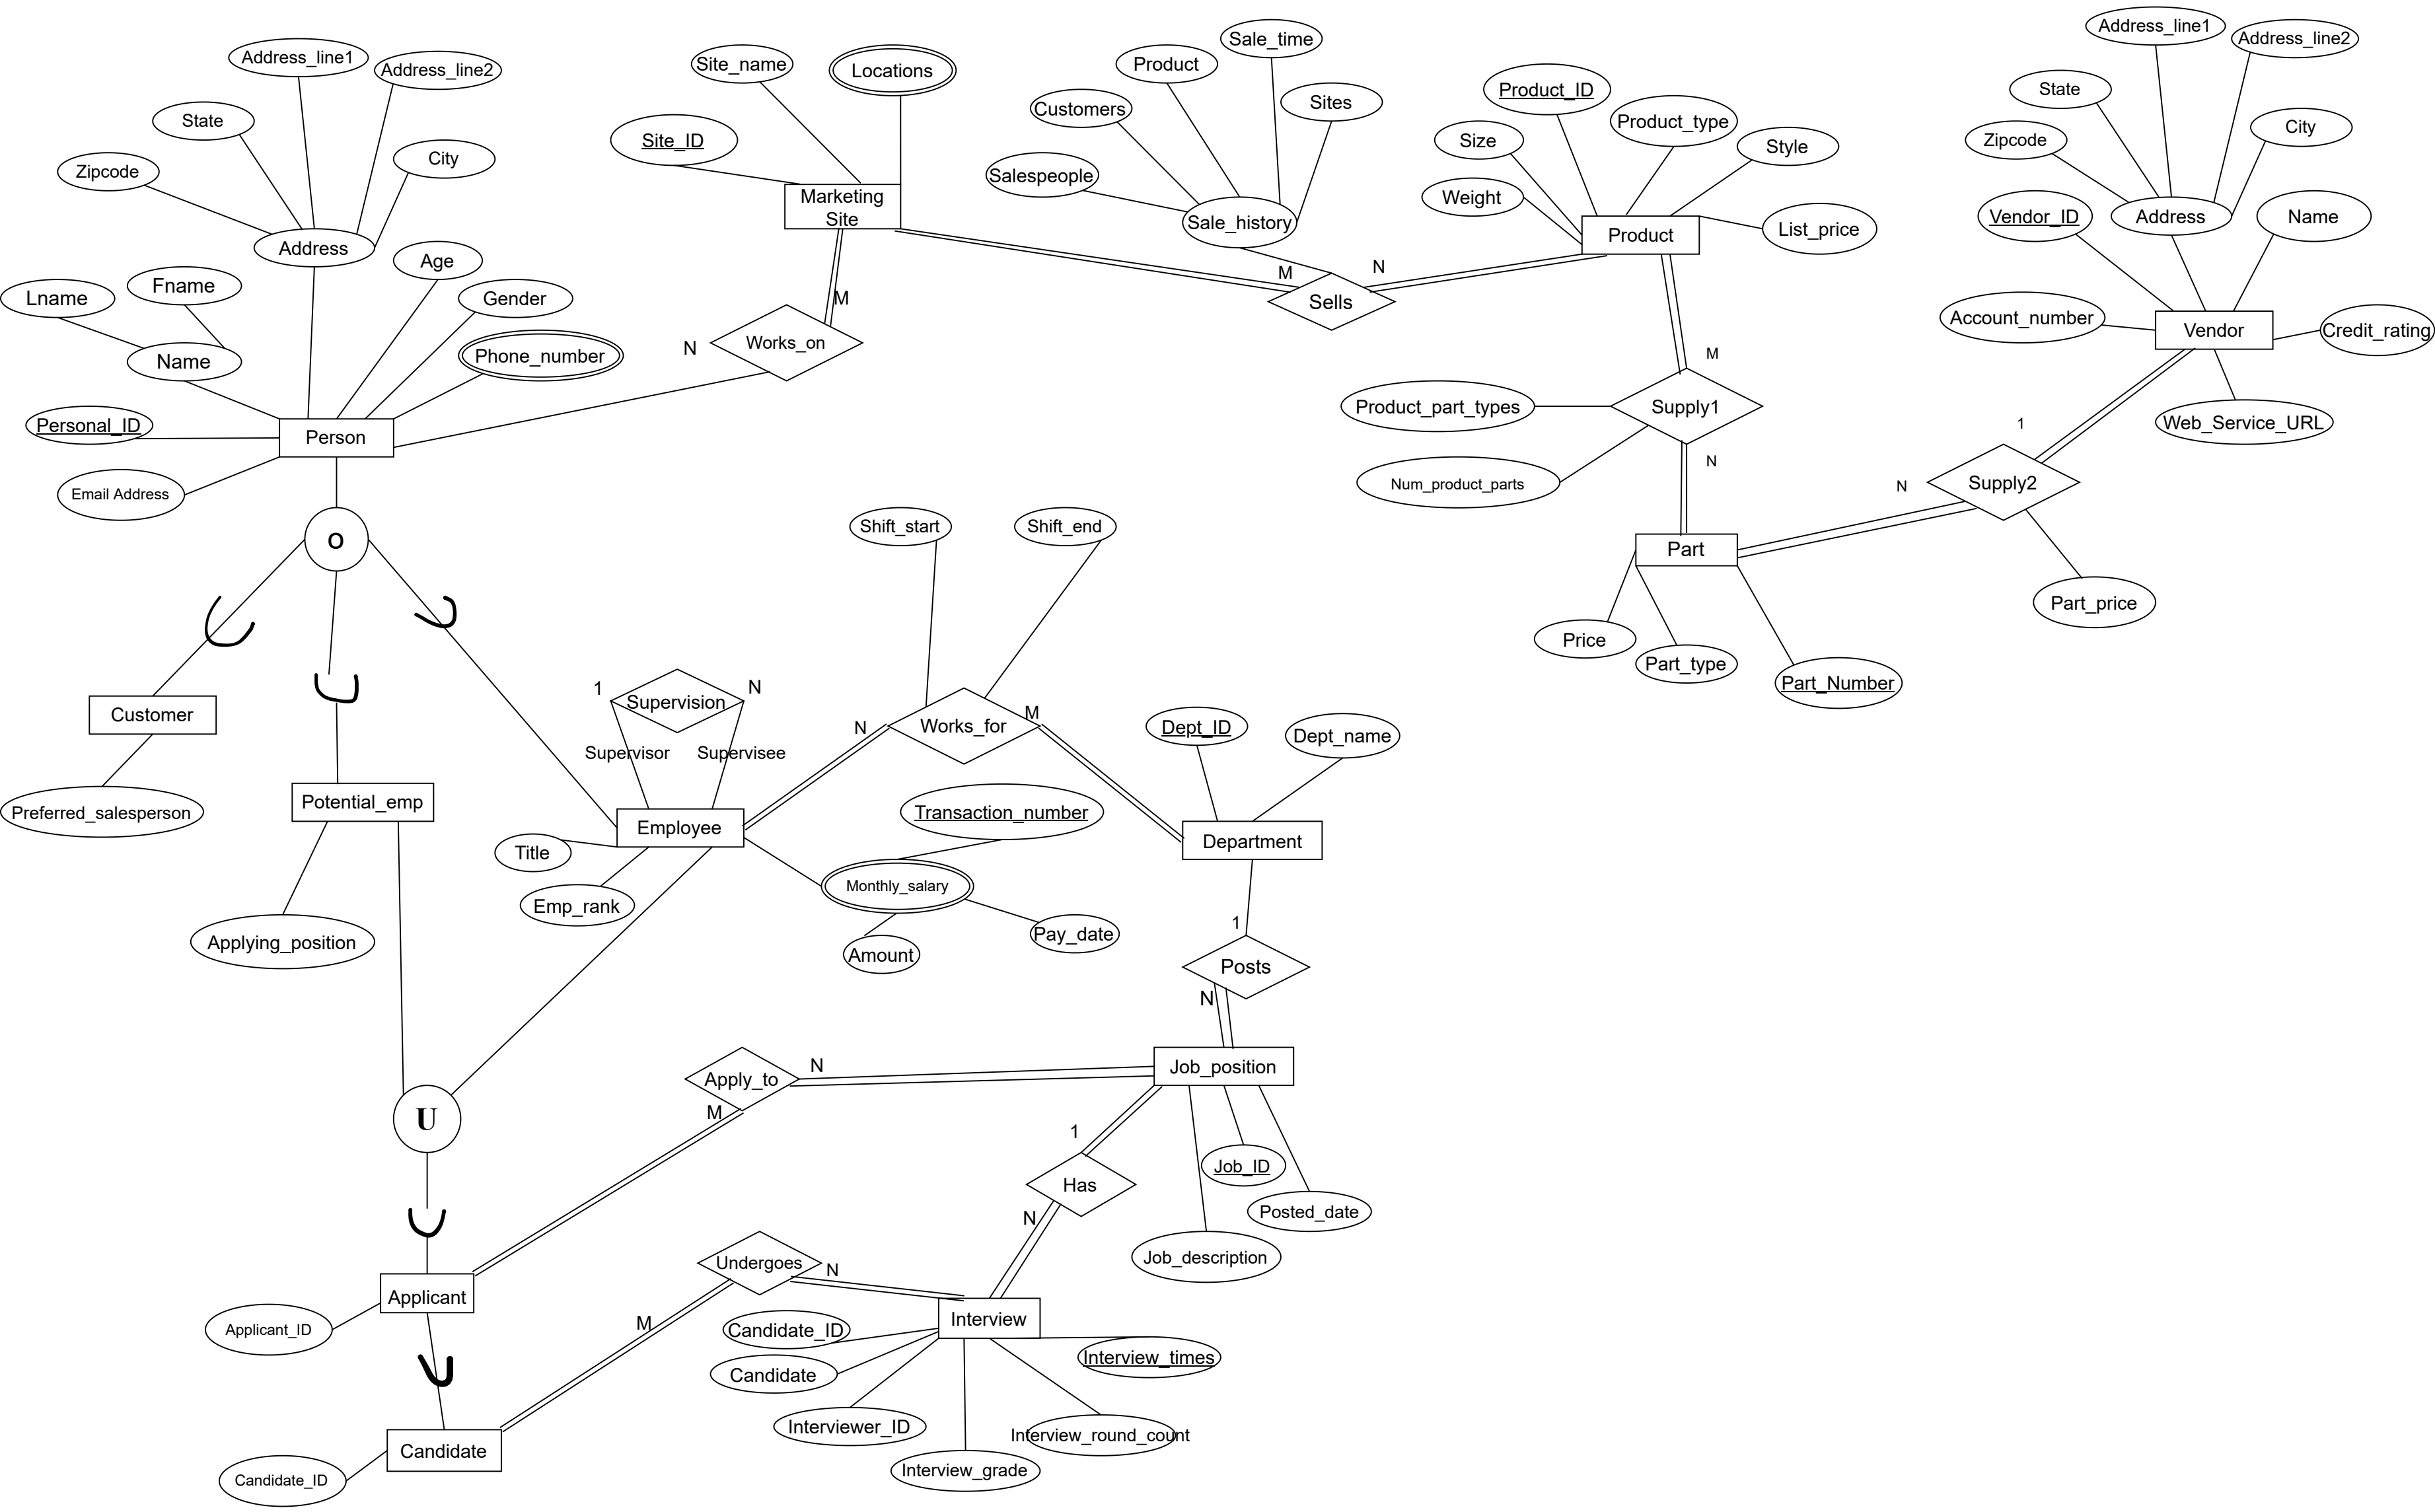 Address_line1
Address_line2
State
Zipcode
City
Address
Age
Lname
Fname
Gender
Name
Phone_number
Personal_ID
Person
Email Address
Site_name
Locations
Site_ID
Marketing
Site
M
N
Works_on
Sale_time
Product
Sites
Customers
Salespeople
Sale_history
M
N
Sells
Product_ID
Product_type
Size
Style
Weight
Product
List_price
M
Product_part_types
Supply1
Num_product_parts
N
Address_line1
Address_line2
State
City
Zipcode
Vendor_ID
Address
Name
Account_number
Vendor
Credit_rating
Web_Service_URL
1
Supply2
N
Part
Part_price
Price
Part_type
Part_Number
O
Customer
Preferred_salesperson
Potential_emp
Applying_position
1
Supervision
N
Supervisor
Supervisee
Employee
Title
Emp_rank
Shift_start
Shift_end
N
Works_for
M
Transaction_number
Monthly_salary
Amount
Pay_date
Dept_ID
Dept_name
Department
1
Posts
N
Job_position
Job_ID
Posted_date
Job_description
U
Apply_to
N
M
1
Has
N
Applicant
Applicant_ID
Undergoes
N
M
Candidate
Candidate_ID
Interview
Candidate_ID
Candidate
Interviewer_ID
Interview_grade
Interview_round_count
Interview_times